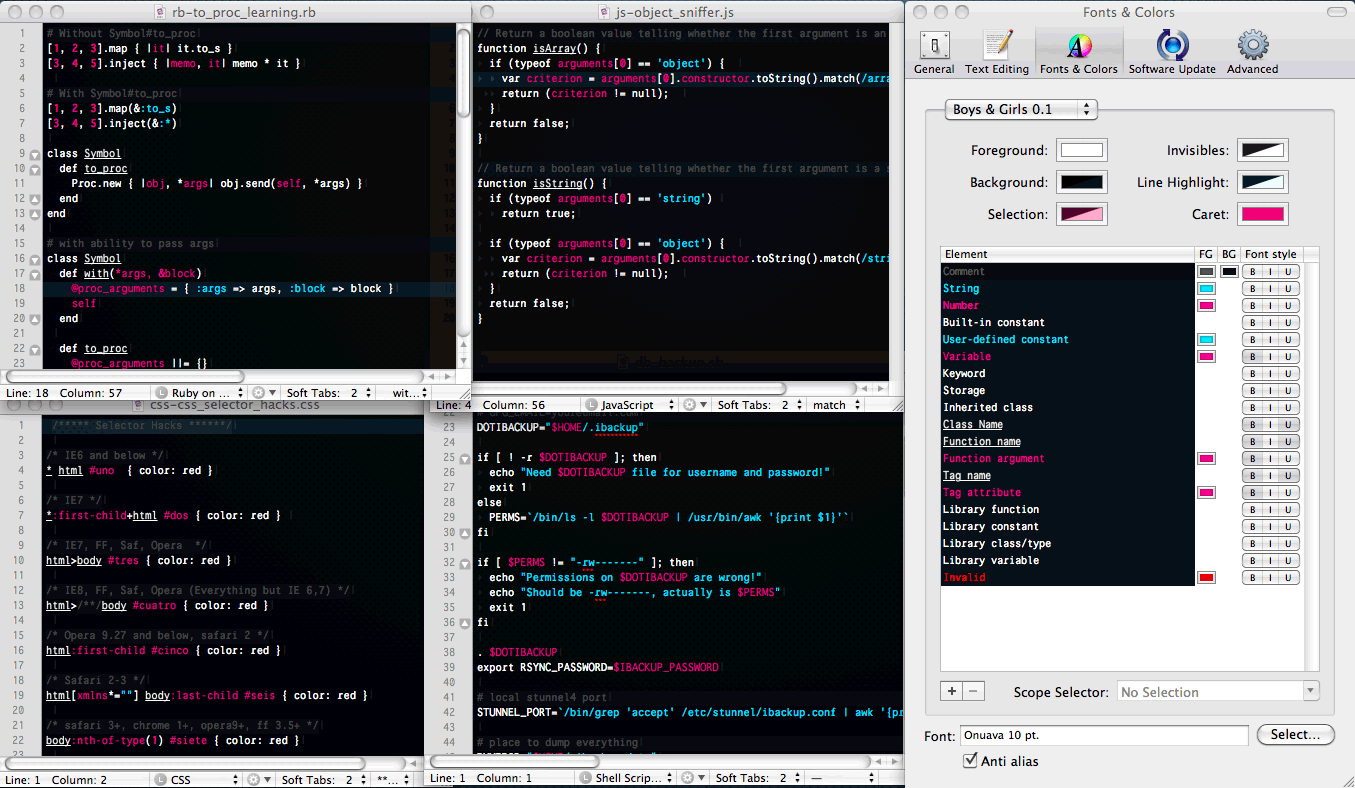 rb-to_proc_learning.rb
1 # Without Symbol#to_proc
2 [1, 2, 3].map { |it| it.to_s }
3 [3, 4, 5].inject { |memo, it| memo * it }
4
5 # With Symbol#to_proc
6 [1, 2, 3].map(&:to_s)
7 [3, 4, 5].inject(&:*)
8
9 class Symbol
10 def to_proc
11 Proc.new { |obj, *args| obj.send(self, *args) }
12 end
13 end
14
15 # with ability to pass args
16 class Symbol
17 def with(*args, &block)
18 @proc_arguments = { :args => args, :block => block }
19 self
20 end
21
22 def to_proc
23 @proc_arguments ||= {}
Line: 18 Column: 57 Ruby on … Soft Tabs: 2 wit…
js-object_sniffer.js
// Return a boolean value telling whether the first argument is an
function isArray() {
if (typeof arguments[0] == 'object') {
var criterion = arguments[0].constructor.toString().match(/arra
return (criterion != null);
}
return false;
}
// Return a boolean value telling whether the first argument is a s
function isString() {
if (typeof arguments[0] == 'string')
return true;
if (typeof arguments[0] == 'object') {
var criterion = arguments[0].constructor.toString().match(/stri
return (criterion != null);
}
return false;
}
db-backup.sh
Line: 4 Column: 56 JavaScript Soft Tabs: 2 match
css-css_selector_hacks.css
1 /***** Selector Hacks ******/
2
3 /* IE6 and below */
4 * html #uno { color: red }
5
6 /* IE7 */
7 *:first-child+html #dos { color: red }
8
9 /* IE7, FF, Saf, Opera */
10 html>body #tres { color: red }
11
12 /* IE8, FF, Saf, Opera (Everything but IE 6,7) */
13 html>/**/body #cuatro { color: red }
14
15 /* Opera 9.27 and below, safari 2 */
16 html:first-child #cinco { color: red }
17
18 /* Safari 2-3 */
19 html[xmlns*=""] body:last-child #seis { color: red }
20
21 /* safari 3+, chrome 1+, opera9+, ff 3.5+ */
22 body:nth-of-type(1) #siete { color: red }
23
Line: 1 Column: 2 CSS Soft Tabs: 2 **…
23 DOTIBACKUP="$HOME/.ibackup"
24
25 if [ ! -r $DOTIBACKUP ]; then
26 echo "Need $DOTIBACKUP file for username and password!"
27 exit 1
28 else
29 PERMS=`/bin/ls -l $DOTIBACKUP | /usr/bin/awk '{print $1}'`
30 fi
31
32 if [ $PERMS != "-rw-------" ]; then
33 echo "Permissions on $DOTIBACKUP are wrong!"
34 echo "Should be -rw-------, actually is $PERMS"
35 exit 1
36 fi
37
38 . $DOTIBACKUP
39 export RSYNC_PASSWORD=$IBACKUP_PASSWORD
40
41 # local stunnel4 port
42 STUNNEL_PORT=`/bin/grep 'accept' /etc/stunnel/ibackup.conf | awk '{pr
43
44 # place to dump everything
Line: 1 Column: 1 Shell Scrip… Soft Tabs: 2 —
Fonts & Colors
General Text Editing Fonts & Colors Software Update Advanced
Boys & Girls 0.1
Foreground: Invisibles:
Background: Line Highlight:
Selection: Caret:
Element FG BG Font style
Comment B I U
String B I U
Number B I U
Built-in constant B I U
User-defined constant B I U
Variable B I U
Keyword B I U
Storage B I U
Inherited class B I U
Class Name B I U
Function name B I U
Function argument B I U
Tag name B I U
Tag attribute B I U
Library function B I U
Library constant B I U
Library class/type B I U
Library variable B I U
Invalid B I U
+ − Scope Selector: No Selection
Font: Onuava 10 pt. Select...
Anti alias